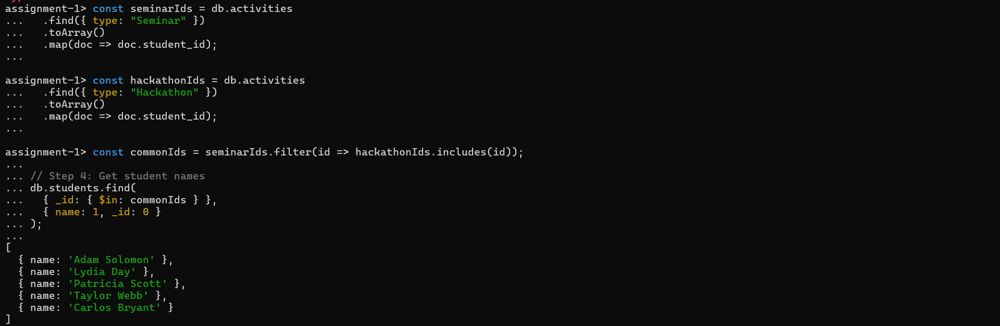 assignment-1> const seminarIds = db.activities
...   .find({ type: "Seminar" })
...   .toArray()
...   .map(doc => doc.student_id);
...
assignment-1> const hackathonIds = db.activities
...   .find({ type: "Hackathon" })
...   .toArray()
...   .map(doc => doc.student_id);
...
assignment-1> const commonIds = seminarIds.filter(id => hackathonIds.includes(id));
...
... // Step 4: Get student names
... db.students.find(
...   { _id: { $in: commonIds } },
...   { name: 1, _id: 0 }
... );
...
[
  { name: 'Adam Solomon' },
  { name: 'Lydia Day' },
  { name: 'Patricia Scott' },
  { name: 'Taylor Webb' },
  { name: 'Carlos Bryant' }
]